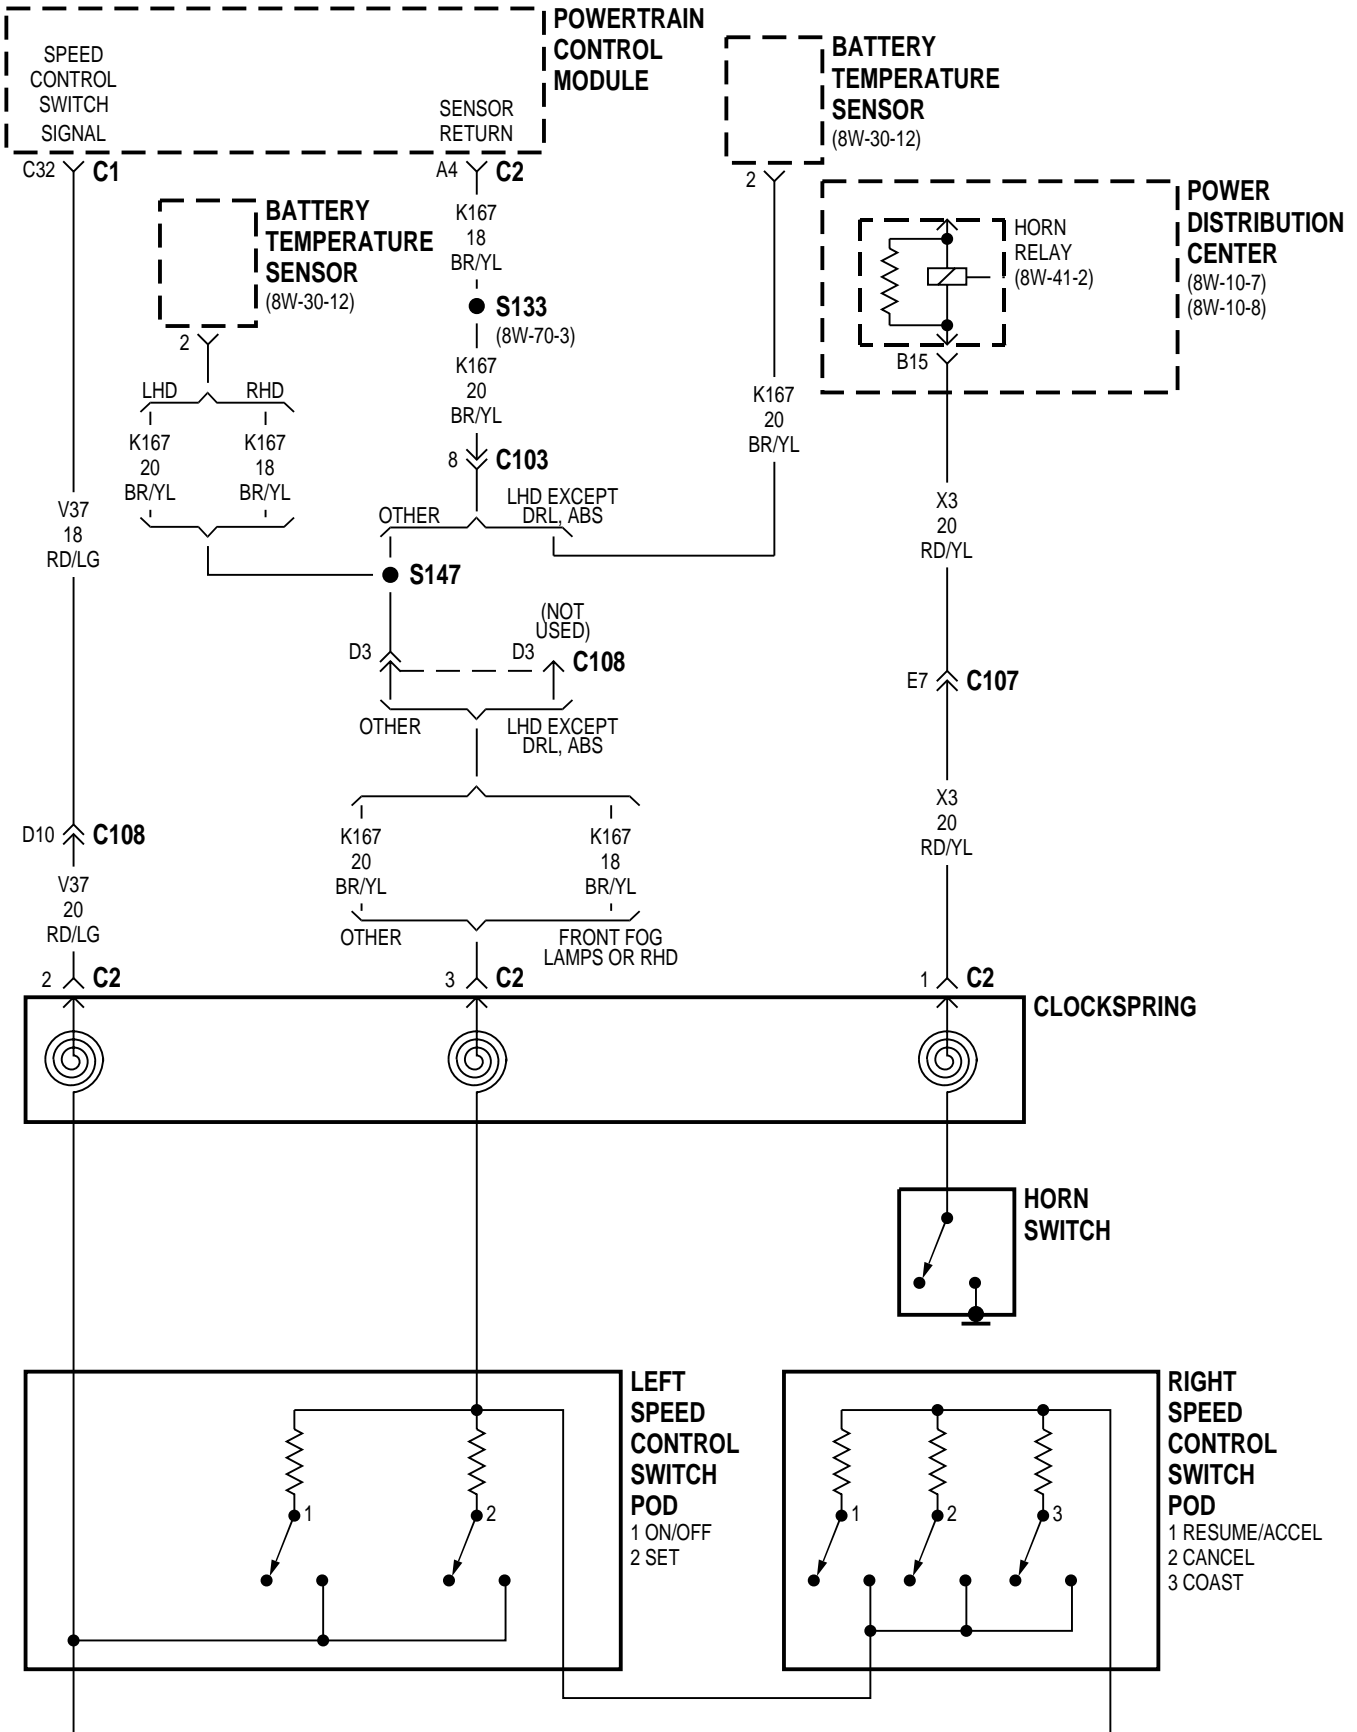 POWERTRAIN
CONTROL
MODULE
SPEED
CONTROL
SWITCH
SIGNAL
SENSOR
RETURN
C32
C1
A4
C2
BATTERY
TEMPERATURE
SENSOR
(8W-30-12)
2
POWER
DISTRIBUTION
CENTER
(8W-10-7)
(8W-10-8)
HORN
RELAY
(8W-41-2)
B15
BATTERY
TEMPERATURE
SENSOR
(8W-30-12)
2
K167
18
BR/YL
S133
(8W-70-3)
K167
20
BR/YL
8
C103
LHD
RHD
K167
20
BR/YL
K167
18
BR/YL
K167
20
BR/YL
V37
18
RD/LG
OTHER
LHD EXCEPT
DRL, ABS
X3
20
RD/YL
S147
(NOT
USED)
D3
D3
C108
E7
C107
OTHER
LHD EXCEPT
DRL, ABS
X3
20
RD/YL
D10
C108
K167
20
BR/YL
K167
18
BR/YL
V37
20
RD/LG
OTHER
FRONT FOG
LAMPS OR RHD
2
C2
3
C2
1
C2
CLOCKSPRING
HORN
SWITCH
LEFT
SPEED
CONTROL
SWITCH
POD
1 ON/OFF
2 SET
1
2
RIGHT
SPEED
CONTROL
SWITCH
POD
1 RESUME/ACCEL
2 CANCEL
3 COAST
1
2
3